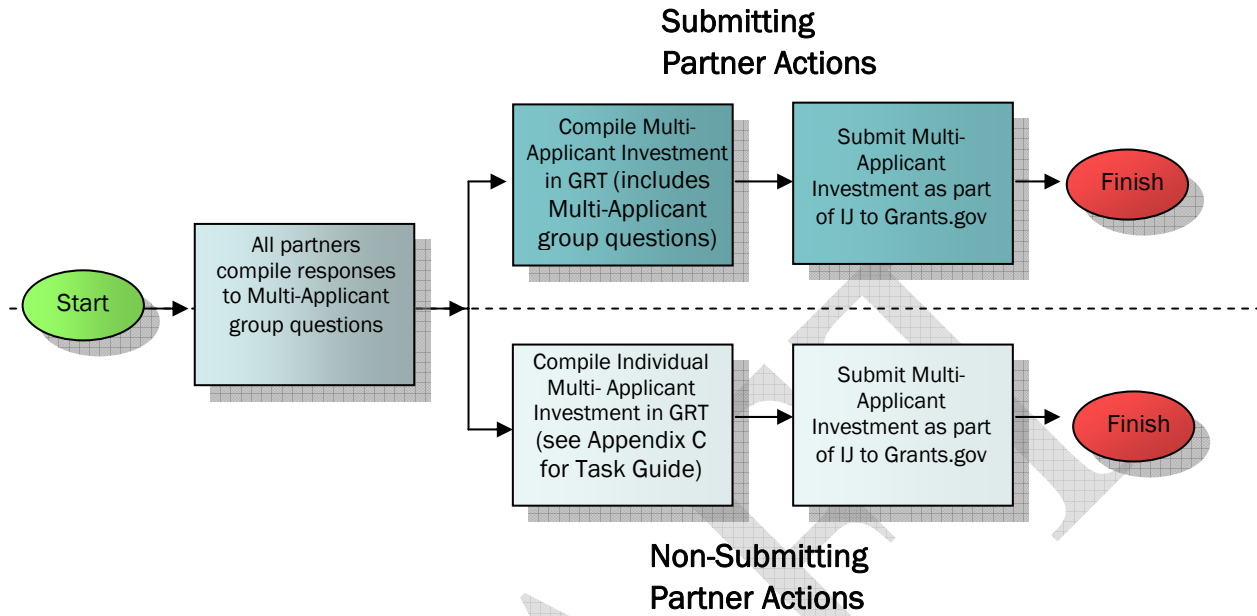 Submitting
Partner Actions
Compile Multi-
Applicant Investment
in GRT (includes
Multi-Applicant
group questions)
Submit Multi-
Applicant
Investment as part
of IJ to Grants.gov
Finish
Start
All partners
compile responses
to Multi-Applicant
group questions
Compile Individual
Multi- Applicant
Investment in GRT
(see Appendix C
for Task Guide)
Submit Multi-
Applicant
Investment as part
of IJ to Grants.gov
Finish
Non-Submitting
Partner Actions